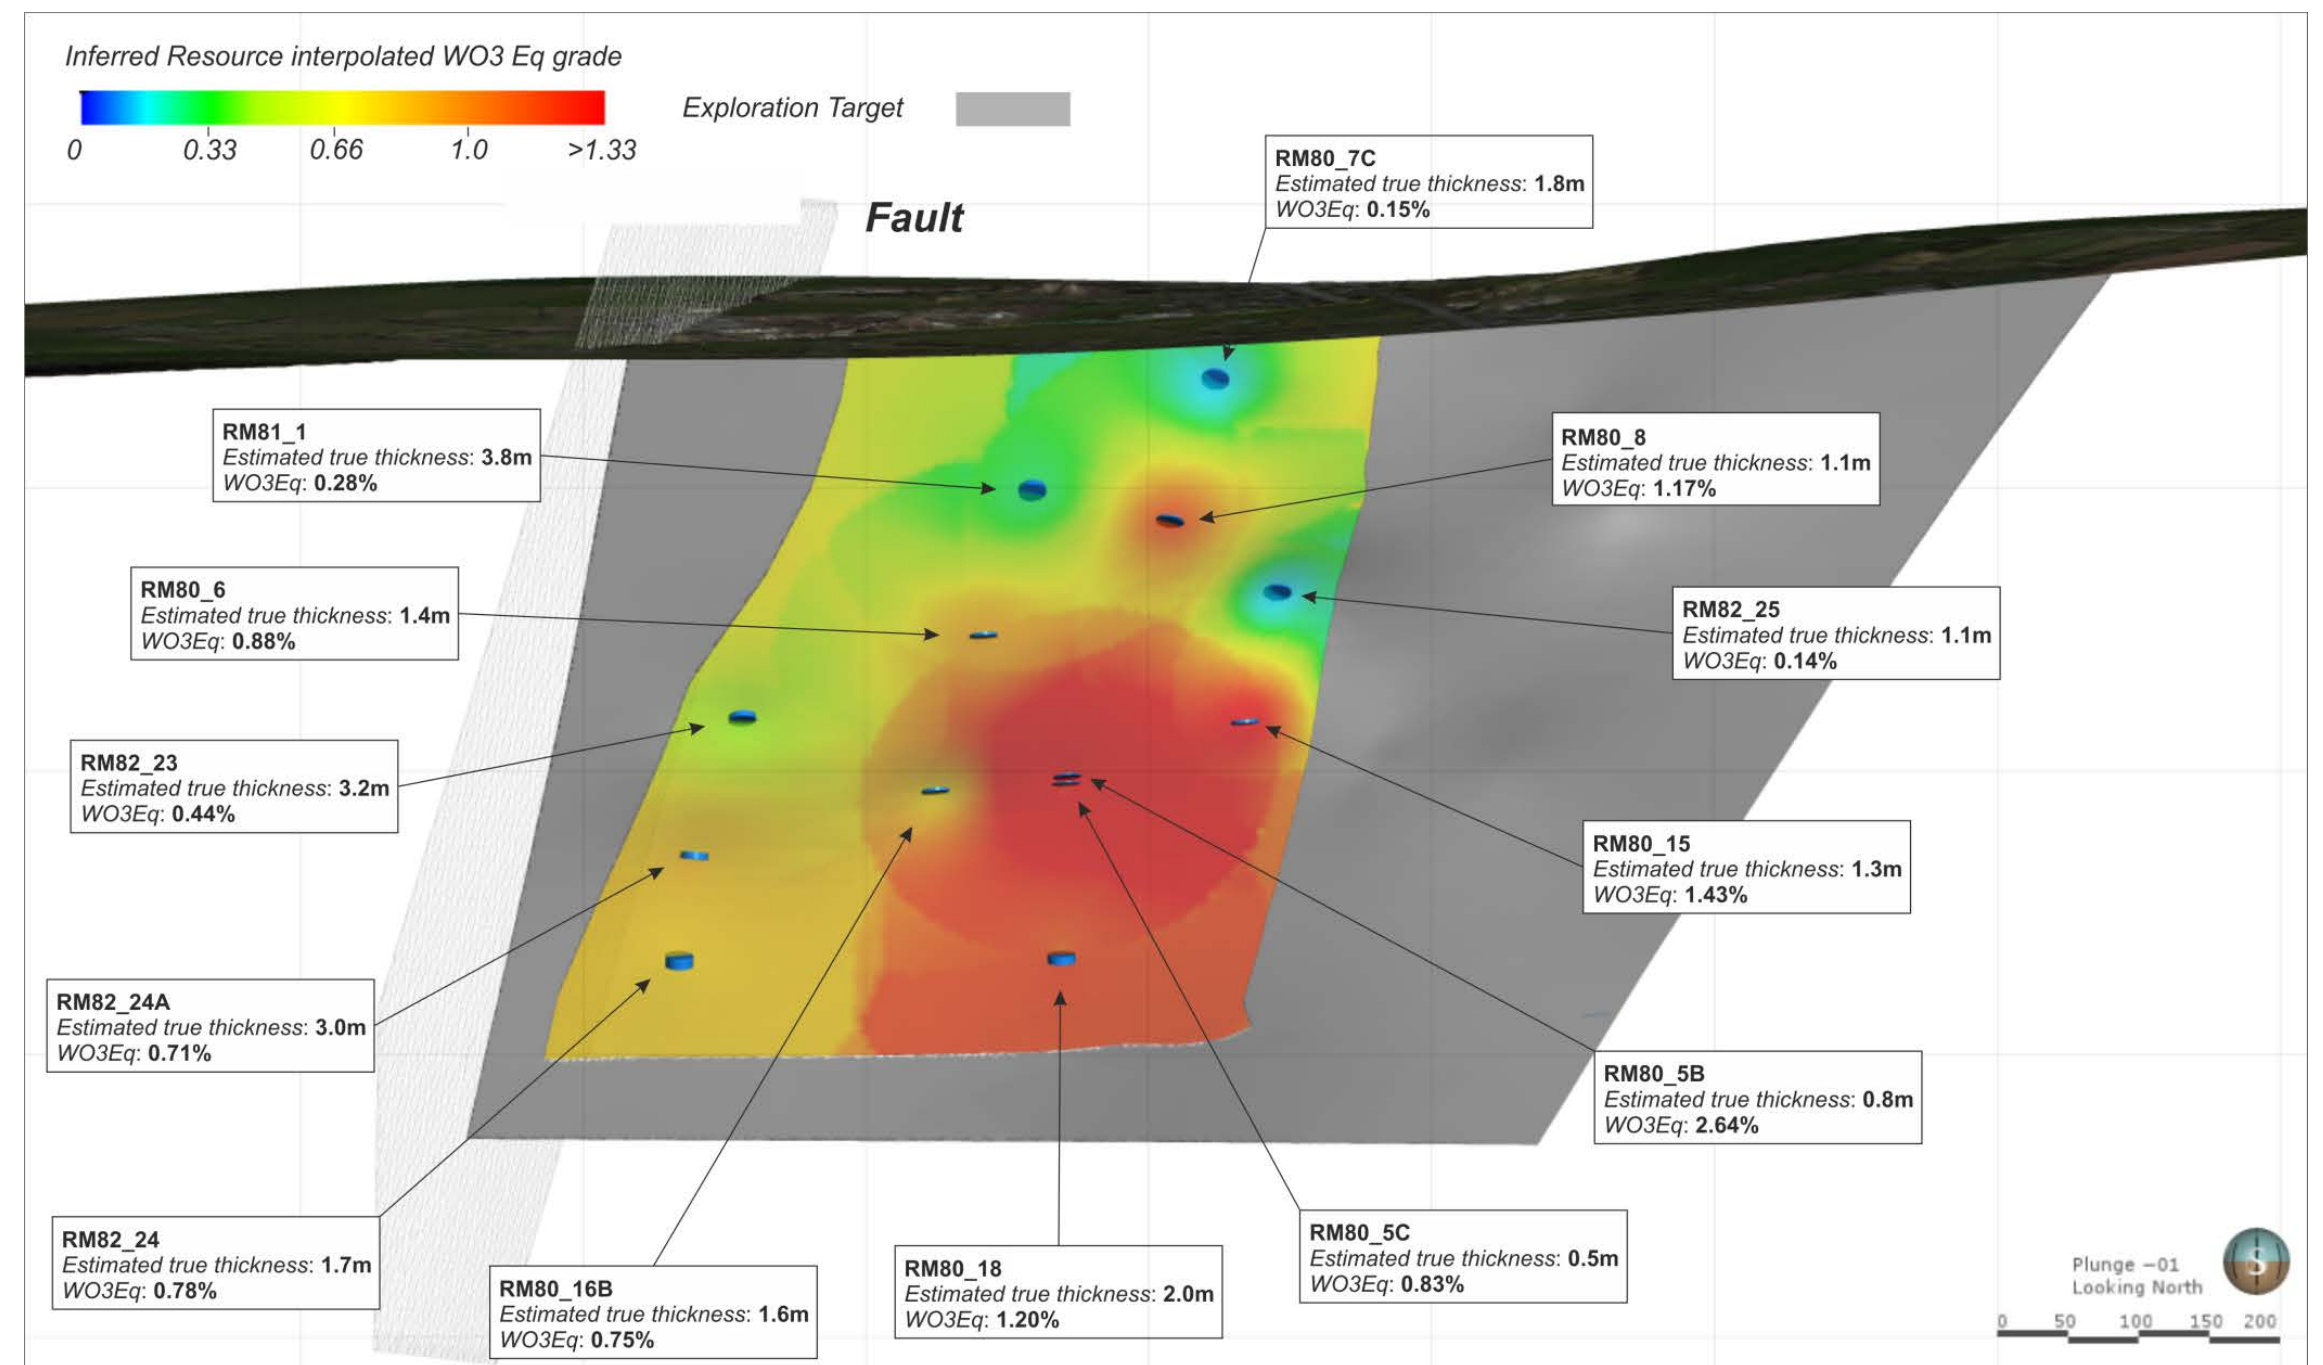 Inferred Resource interpolated WO3 Eq grade
0 0.33 0.66 1.0 >1.33
Exploration Target
Fault
RM80_7C
Estimated true thickness: 1.8m
WO3Eq: 0.15%
RM81_1
Estimated true thickness: 3.8m
WO3Eq: 0.28%
RM80_8
Estimated true thickness: 1.1m
WO3Eq: 1.17%
RM80_6
Estimated true thickness: 1.4m
WO3Eq: 0.88%
RM82_25
Estimated true thickness: 1.1m
WO3Eq: 0.14%
RM82_23
Estimated true thickness: 3.2m
WO3Eq: 0.44%
RM80_15
Estimated true thickness: 1.3m
WO3Eq: 1.43%
RM82_24A
Estimated true thickness: 3.0m
WO3Eq: 0.71%
RM80_5B
Estimated true thickness: 0.8m
WO3Eq: 2.64%
RM82_24
Estimated true thickness: 1.7m
WO3Eq: 0.78%
RM80_16B
Estimated true thickness: 1.6m
WO3Eq: 0.75%
RM80_18
Estimated true thickness: 2.0m
WO3Eq: 1.20%
RM80_5C
Estimated true thickness: 0.5m
WO3Eq: 0.83%
Plunge −01
Looking North
S
0 50 100 150 200